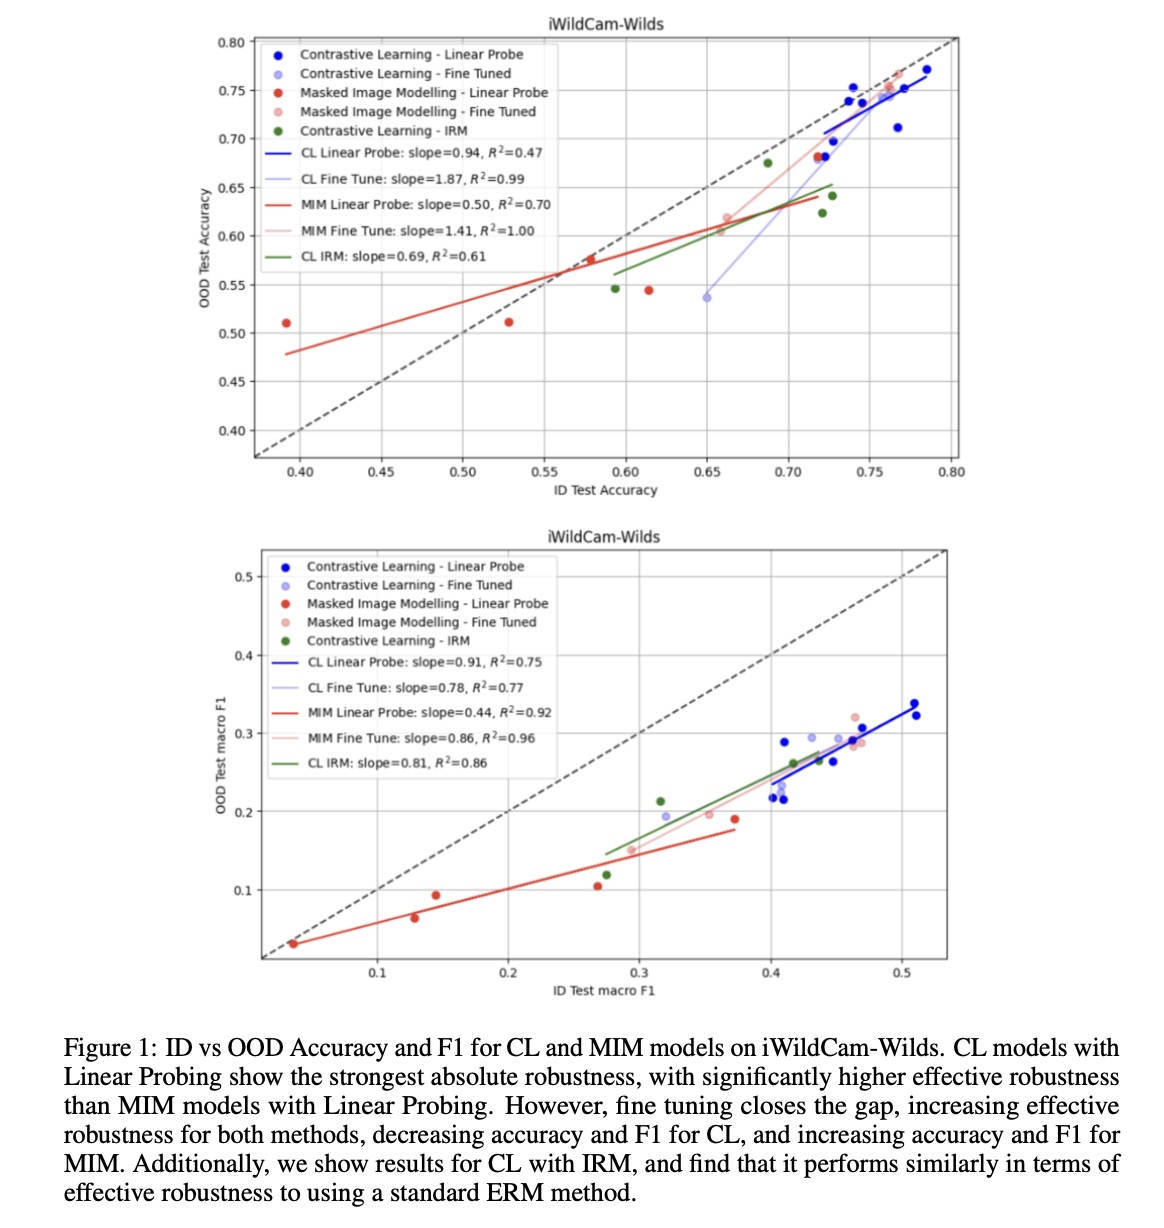 iWildCam-Wilds
0.80
0.75
0.70
0.65
0.60
0.55
0.50
0.45
0.40
OOD Test Accuracy
Contrastive Learning - Linear Probe
Contrastive Learning - Fine Tuned
Masked Image Modelling - Linear Probe
Masked Image Modelling - Fine Tuned
Contrastive Learning - IRM
CL Linear Probe: slope=0.94, R²=0.47
CL Fine Tune: slope=1.87, R²=0.99
MIM Linear Probe: slope=0.50, R²=0.70
MIM Fine Tune: slope=1.41, R²=1.00
CL IRM: slope=0.69, R²=0.61
0.40 0.45 0.50 0.55 0.60 0.65 0.70 0.75 0.80
ID Test Accuracy
iWildCam-Wilds
0.5
0.4
0.3
0.2
0.1
OOD Test macro F1
Contrastive Learning - Linear Probe
Contrastive Learning - Fine Tuned
Masked Image Modelling - Linear Probe
Masked Image Modelling - Fine Tuned
Contrastive Learning - IRM
CL Linear Probe: slope=0.91, R²=0.75
CL Fine Tune: slope=0.78, R²=0.77
MIM Linear Probe: slope=0.44, R²=0.92
MIM Fine Tune: slope=0.86, R²=0.96
CL IRM: slope=0.81, R²=0.86
0.1 0.2 0.3 0.4 0.5
ID Test macro F1
Figure 1: ID vs OOD Accuracy and F1 for CL and MIM models on iWildCam-Wilds. CL models with
Linear Probing show the strongest absolute robustness, with significantly higher effective robustness
than MIM models with Linear Probing. However, fine tuning closes the gap, increasing effective
robustness for both methods, decreasing accuracy and F1 for CL, and increasing accuracy and F1 for
MIM. Additionally, we show results for CL with IRM, and find that it performs similarly in terms of
effective robustness to using a standard ERM method.